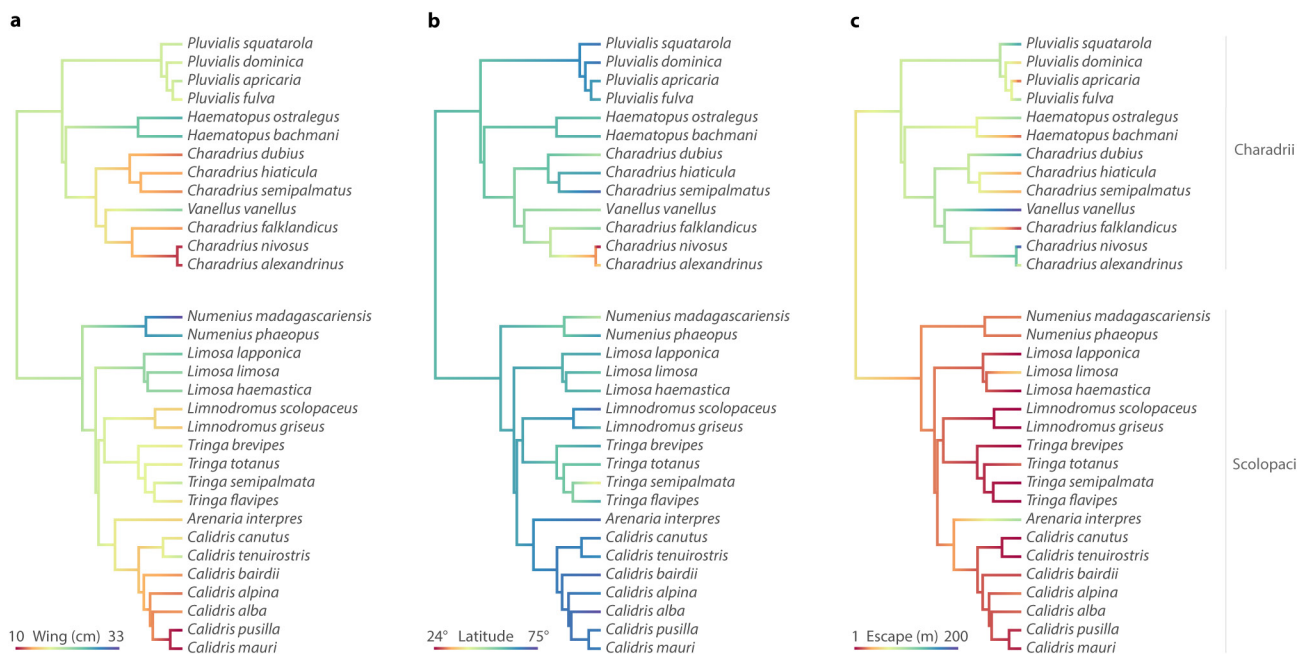 a
Pluvialis squatarola
Pluvialis dominica
Pluvialis apricaria
Pluvialis fulva
Haematopus ostralegus
Haematopus bachmani
Charadrius dubius
Charadrius hiaticula
Charadrius semipalmatus
Vanellus vanellus
Charadrius falklandicus
Charadrius nivosus
Charadrius alexandrinus
Numenius madagascariensis
Numenius phaeopus
Limosa lapponica
Limosa limosa
Limosa haemastica
Limnodromus scolopaceus
Limnodromus griseus
Tringa brevipes
Tringa totanus
Tringa semipalmata
Tringa flavipes
Arenaria interpres
Calidris canutus
Calidris tenuirostris
Calidris bairdii
Calidris alpina
Calidris alba
Calidris pusilla
Calidris mauri
10 Wing (cm) 33
b
Pluvialis squatarola
Pluvialis dominica
Pluvialis apricaria
Pluvialis fulva
Haematopus ostralegus
Haematopus bachmani
Charadrius dubius
Charadrius hiaticula
Charadrius semipalmatus
Vanellus vanellus
Charadrius falklandicus
Charadrius nivosus
Charadrius alexandrinus
Numenius madagascariensis
Numenius phaeopus
Limosa lapponica
Limosa limosa
Limosa haemastica
Limnodromus scolopaceus
Limnodromus griseus
Tringa brevipes
Tringa totanus
Tringa semipalmata
Tringa flavipes
Arenaria interpres
Calidris canutus
Calidris tenuirostris
Calidris bairdii
Calidris alpina
Calidris alba
Calidris pusilla
Calidris mauri
24° Latitude 75°
c
Pluvialis squatarola
Pluvialis dominica
Pluvialis apricaria
Pluvialis fulva
Haematopus ostralegus
Haematopus bachmani
Charadrius dubius
Charadrius hiaticula
Charadrius semipalmatus
Vanellus vanellus
Charadrius falklandicus
Charadrius nivosus
Charadrius alexandrinus
Numenius madagascariensis
Numenius phaeopus
Limosa lapponica
Limosa limosa
Limosa haemastica
Limnodromus scolopaceus
Limnodromus griseus
Tringa brevipes
Tringa totanus
Tringa semipalmata
Tringa flavipes
Arenaria interpres
Calidris canutus
Calidris tenuirostris
Calidris bairdii
Calidris alpina
Calidris alba
Calidris pusilla
Calidris mauri
1 Escape (m) 200
Charadrii
Scolopaci